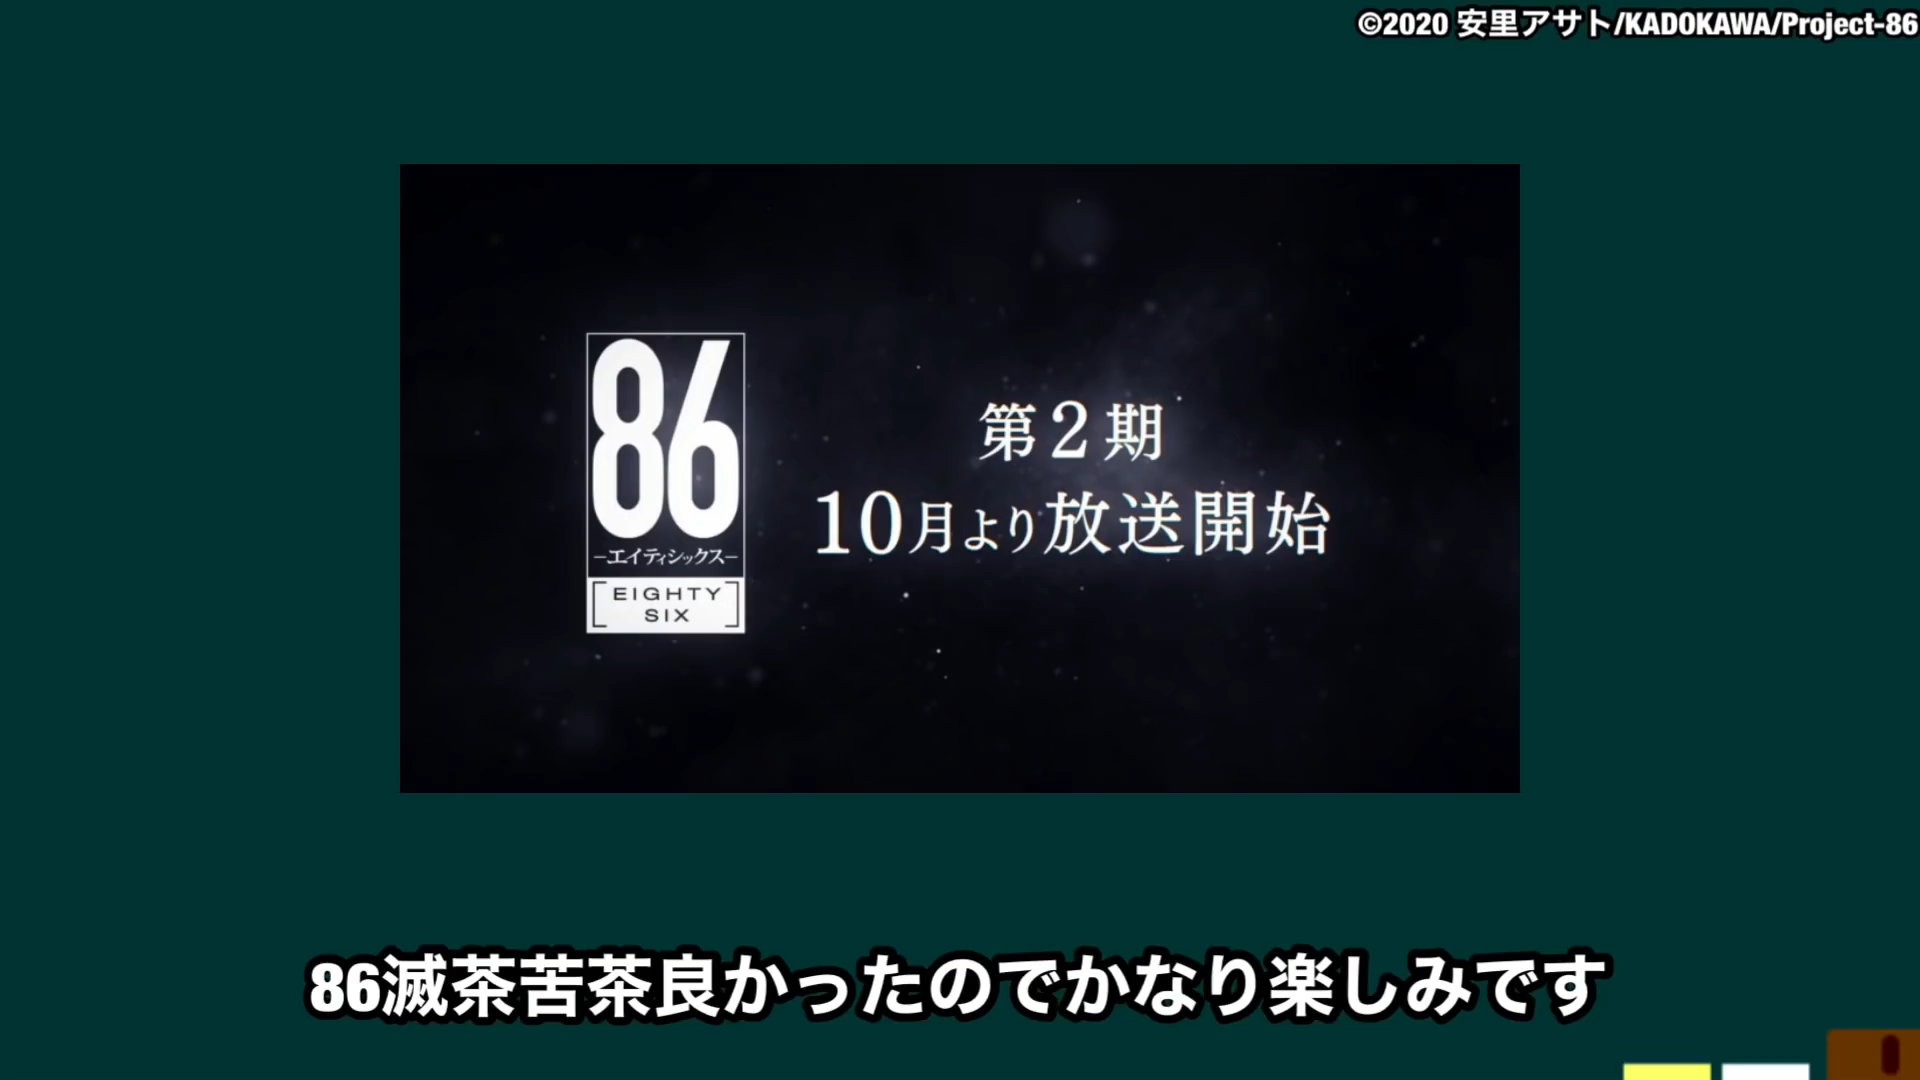 ©2020 安里アサト/KADOKAWA/Project-86
86
−エイティシックス−
EIGHTY
SIX
第2期
10月より放送開始
86滅茶苦茶良かったのでかなり楽しみです